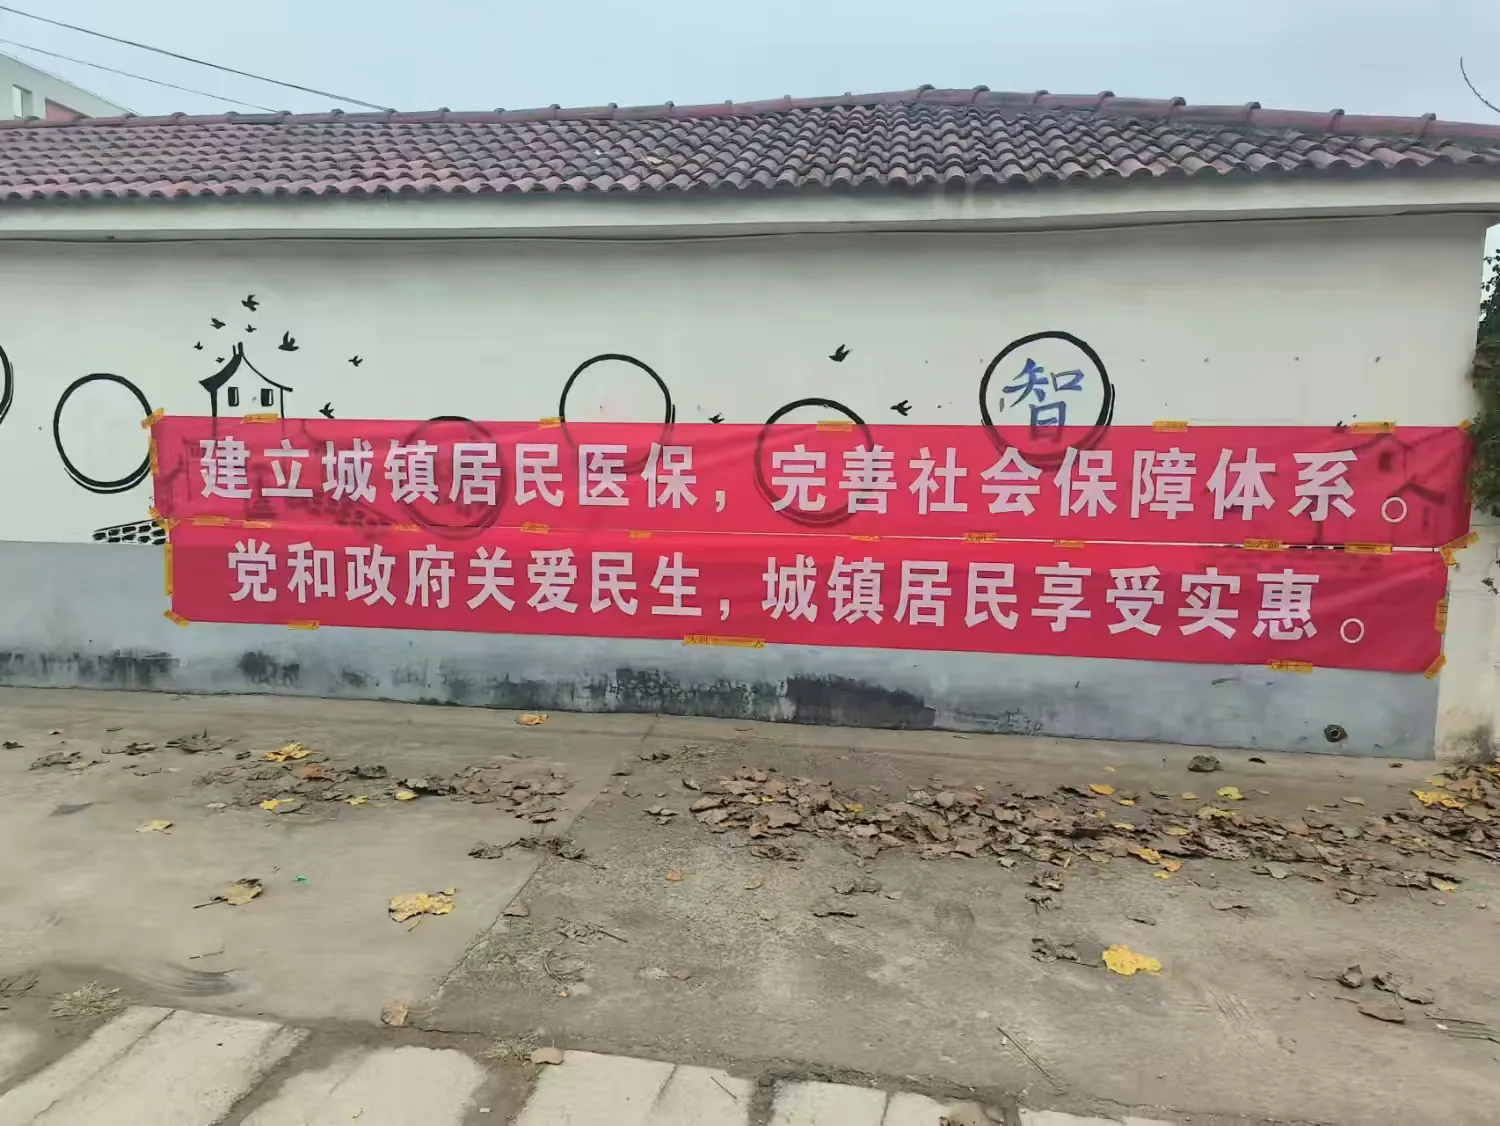 智
建立城镇居民医保，完善社会保障体系。
党和政府关爱民生，城镇居民享受实惠。